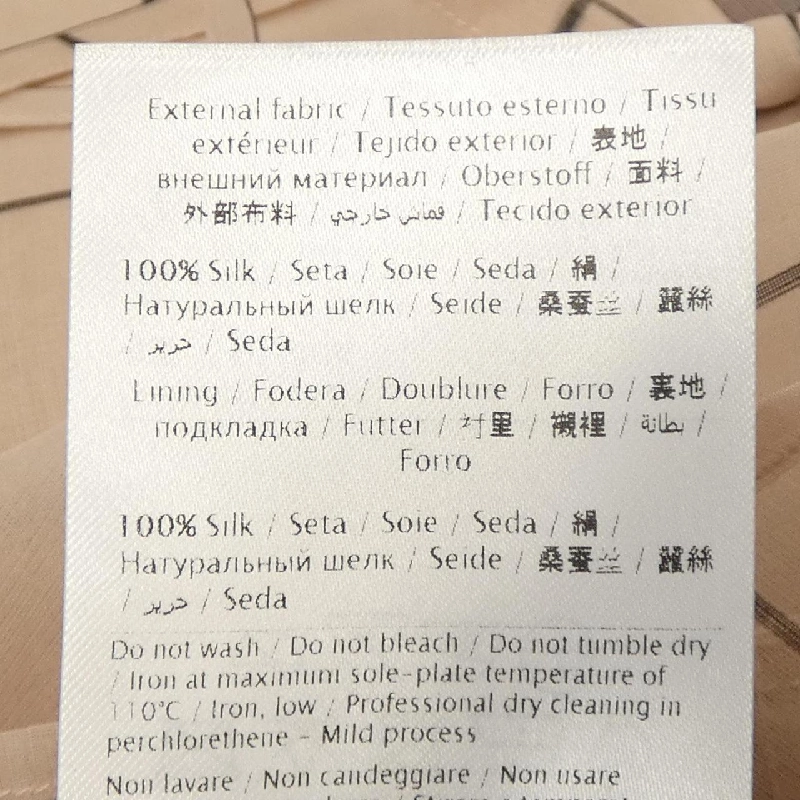 External fabric / Tessuto esterno / Tissu
extérieur / Tejido exterior / 表地 /
внешний материал / Oberstoff / 面料 /
外部布料 / قماش خارجي / Tecido exterior
100% Silk / Seta / Soie / Seda / 絹 /
Натуральный шелк / Seide / 桑蚕丝 / 蠶絲
/ حرير / Seda
Lining / Fodera / Doublure / Forro / 裏地 /
подкладка / Futter / 衬里 / 襯裡 / بطانة /
Forro
100% Silk / Seta / Soie / Seda / 絹 /
Натуральный шелк / Seide / 桑蚕丝 / 蠶絲
/ حرير / Seda
Do not wash / Do not bleach / Do not tumble dry
/ Iron at maximum sole-plate temperature of
110°C / Iron, low / Professional dry cleaning in
perchlorethene - Mild process
Non lavare / Non candeggiare / Non usare